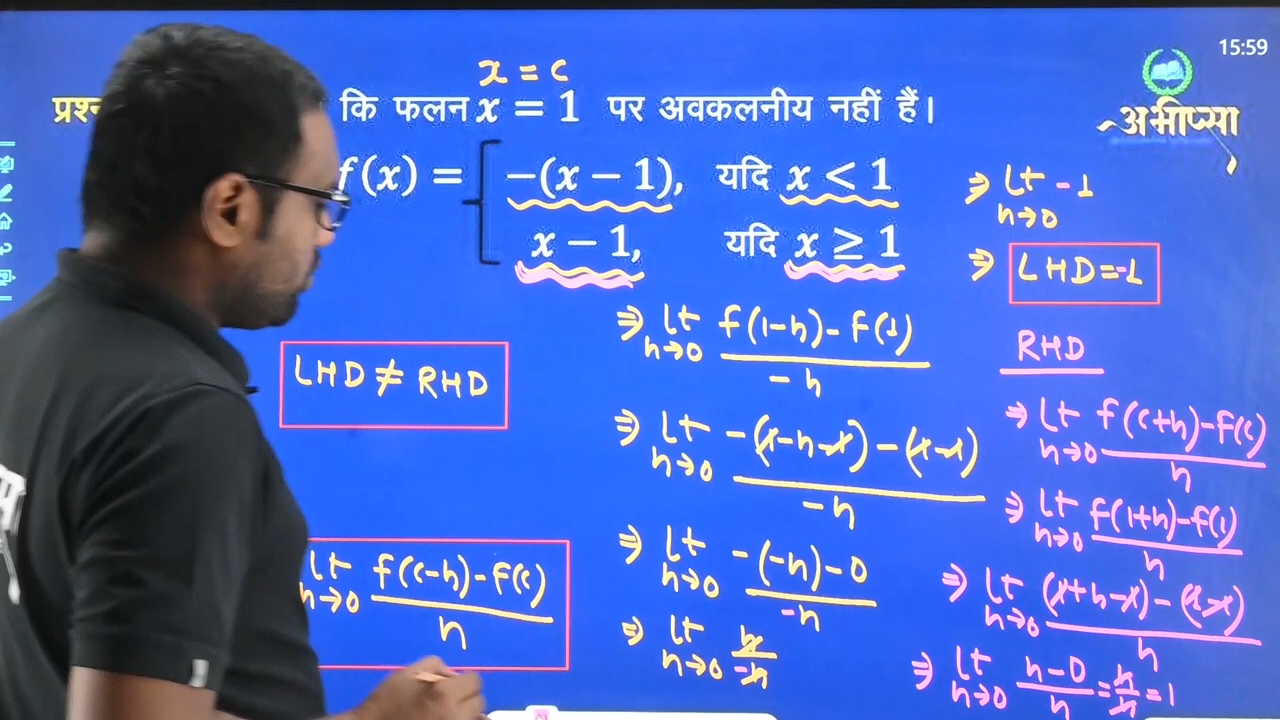 15:59
x = c
प्रश्न कि फलन x = 1 पर अवकलनीय नहीं हैं।
अभीप्सा
f(x) = -(x − 1), यदि x < 1
x − 1, यदि x ≥ 1
⇒ lt h→0 -1
⇒ LHD=-1
LHD ≠ RHD
lt h→0 f(c-h)-f(c) / h
⇒ lt h→0 f(1-h)-f(1) / -h
⇒ lt h→0 -(1-h-1)-(1-1) / -h
⇒ lt h→0 -(-h)-0 / -h
⇒ lt h→0 h / -h
RHD
⇒ lt h→0 f(c+h)-f(c) / h
⇒ lt h→0 f(1+h)-f(1) / h
⇒ lt h→0 (1+h-1)-(1-1) / h
⇒ lt h→0 h-0 / h = h / h = 1